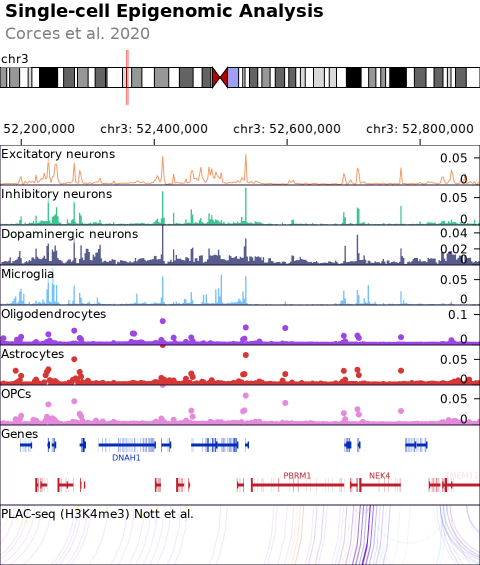 Single-cell Epigenomic Analysis
Corces et al. 2020
chr3
52,200,000 chr3: 52,400,000 chr3: 52,600,000 chr3: 52,800,000
Excitatory neurons 0.05
0
Inhibitory neurons 0.05
0
Dopaminergic neurons 0.04
0.02
0
Microglia 0.05
0
Oligodendrocytes 0.1
0
Astrocytes 0.05
0
OPCs 0.05
0
Genes
DNAH1
PBRM1 NEK4 TMEM110
PLAC-seq (H3K4me3) Nott et al.